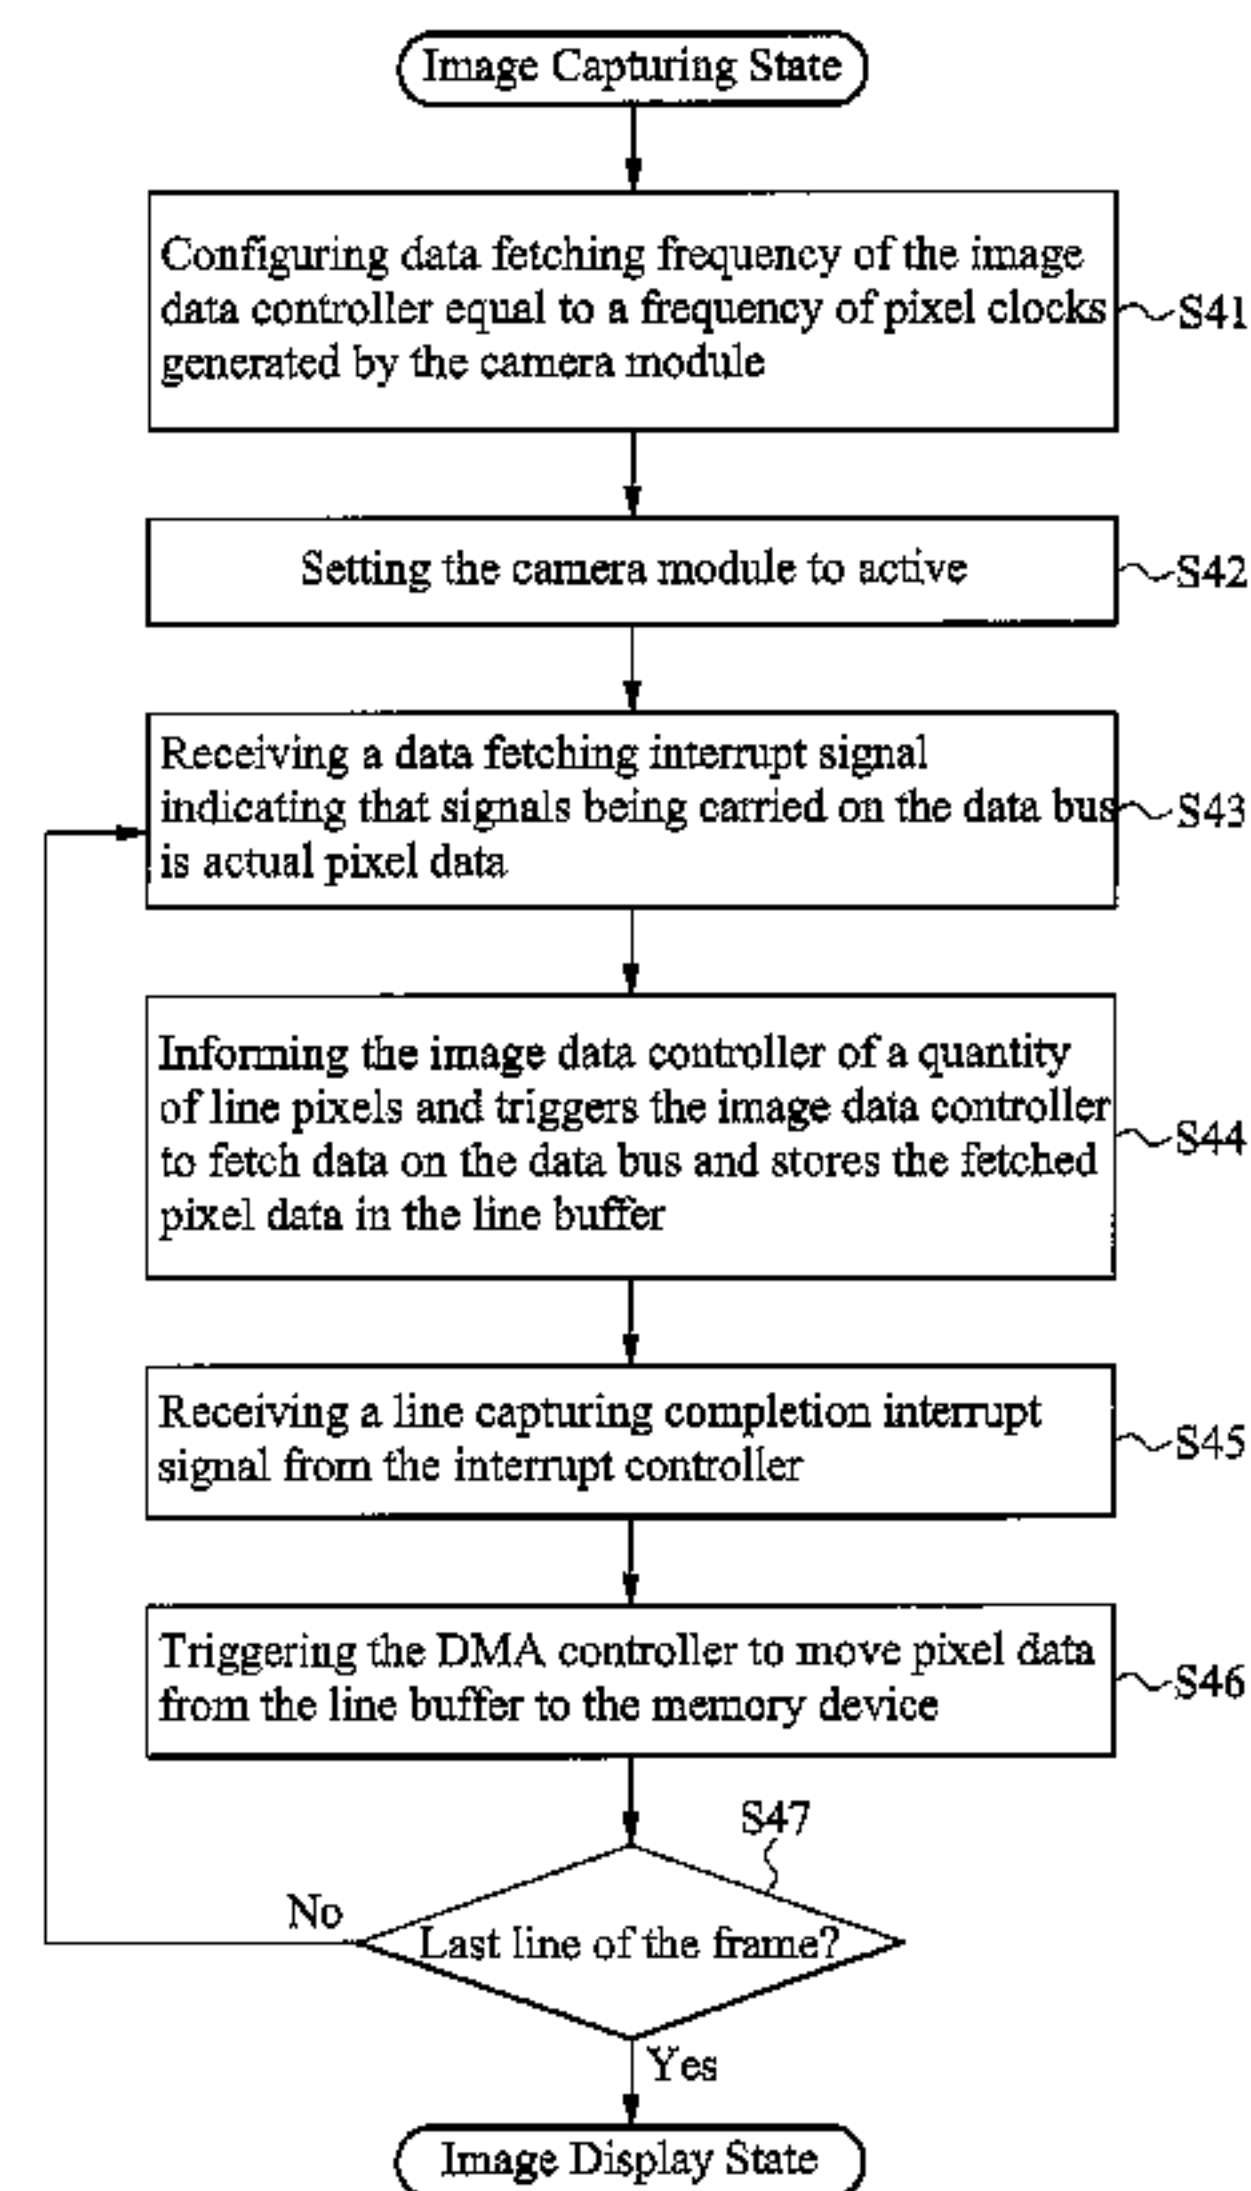 Image Capturing State
Configuring data fetching frequency of the image
data controller equal to a frequency of pixel clocks
generated by the camera module
S41
Setting the camera module to active
S42
Receiving a data fetching interrupt signal
indicating that signals being carried on the data bus
is actual pixel data
S43
Informing the image data controller of a quantity
of line pixels and triggers the image data controller
to fetch data on the data bus and stores the fetched
pixel data in the line buffer
S44
Receiving a line capturing completion interrupt
signal from the interrupt controller
S45
Triggering the DMA controller to move pixel data
from the line buffer to the memory device
S46
S47
No
Last line of the frame?
Yes
Image Display State